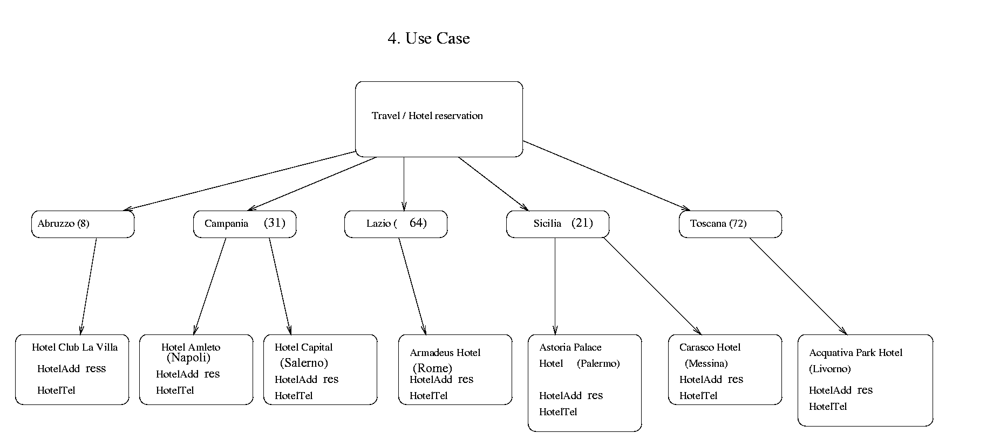 4. Use Case
Travel / Hotel reservation
Abruzzo (8)
Campania (31)
Lazio ( 64)
Sicilia (21)
Toscana (72)
Hotel Club La Villa
HotelAdd ress
HotelTel
Hotel Amleto
(Napoli)
HotelAdd res
HotelTel
Hotel Capital
(Salerno)
HotelAdd res
HotelTel
Armadeus Hotel
(Rome)
HotelAdd res
HotelTel
Astoria Palace
Hotel (Palermo)
HotelAdd res
HotelTel
Carasco Hotel
(Messina)
HotelAdd res
HotelTel
Acquativa Park Hotel
(Livorno)
HotelAdd res
HotelTel